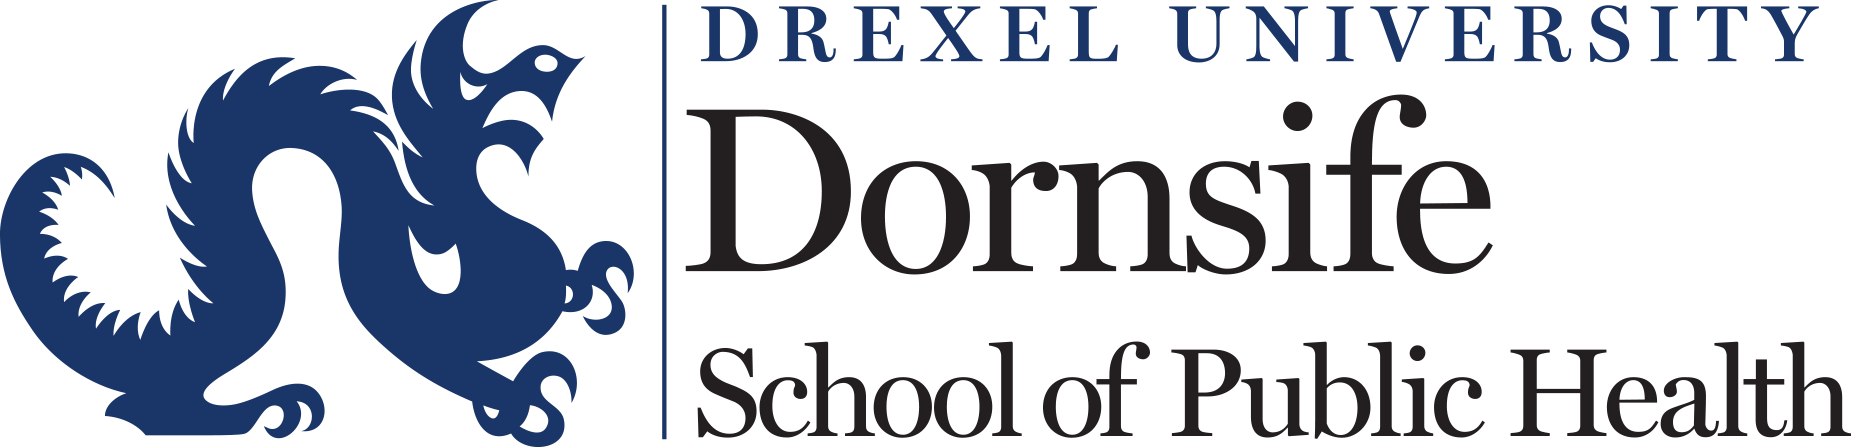 DREXEL UNIVERSITY
Dornsife
School of Public Health